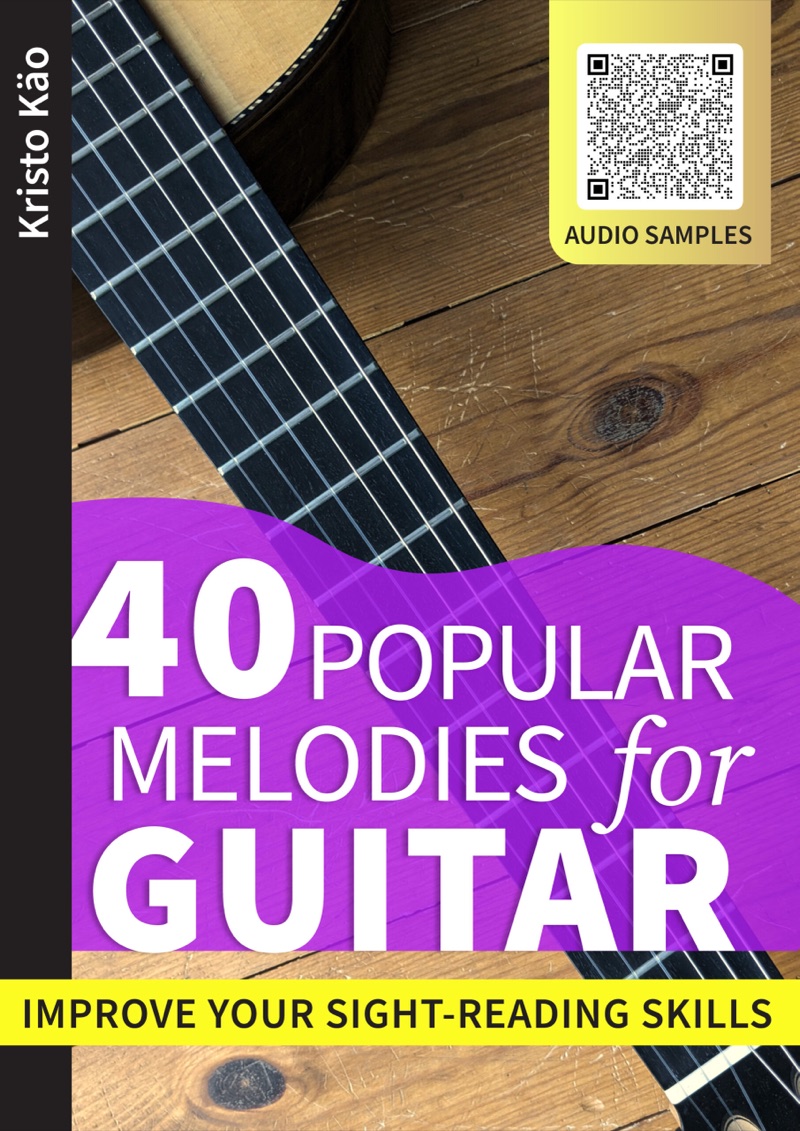 Kristo Käo
AUDIO SAMPLES
40 POPULAR
MELODIES for
GUITAR
IMPROVE YOUR SIGHT-READING SKILLS